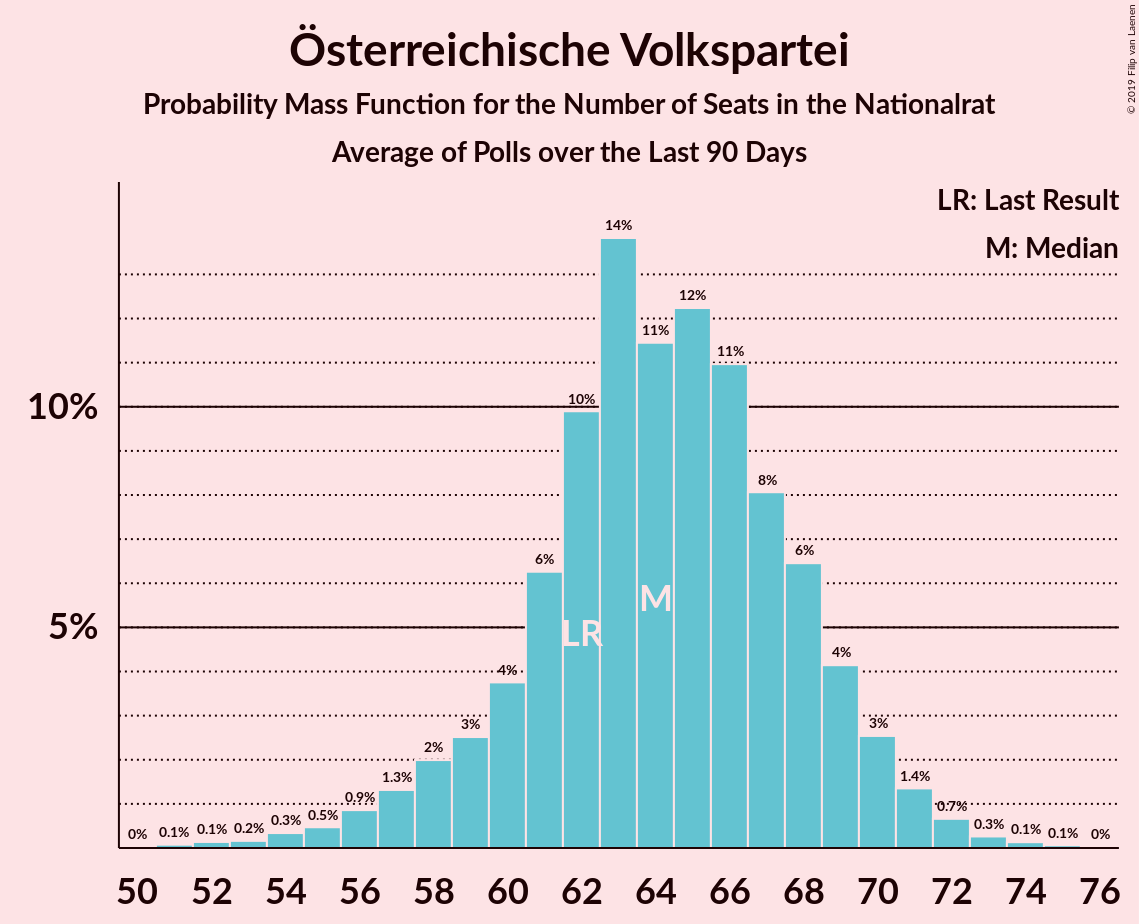 Österreichische Volkspartei
Probability Mass Function for the Number of Seats in the Nationalrat
Average of Polls over the Last 90 Days
© 2019 Filip van Laenen
LR: Last Result
M: Median
10%
5%
0% 0.1% 0.1% 0.2% 0.3% 0.5% 0.9% 1.3% 2% 3% 4% 6% 10% 14% 11% 12% 11% 8% 6% 4% 3% 1.4% 0.7% 0.3% 0.1% 0.1% 0%
LR M
50 52 54 56 58 60 62 64 66 68 70 72 74 76